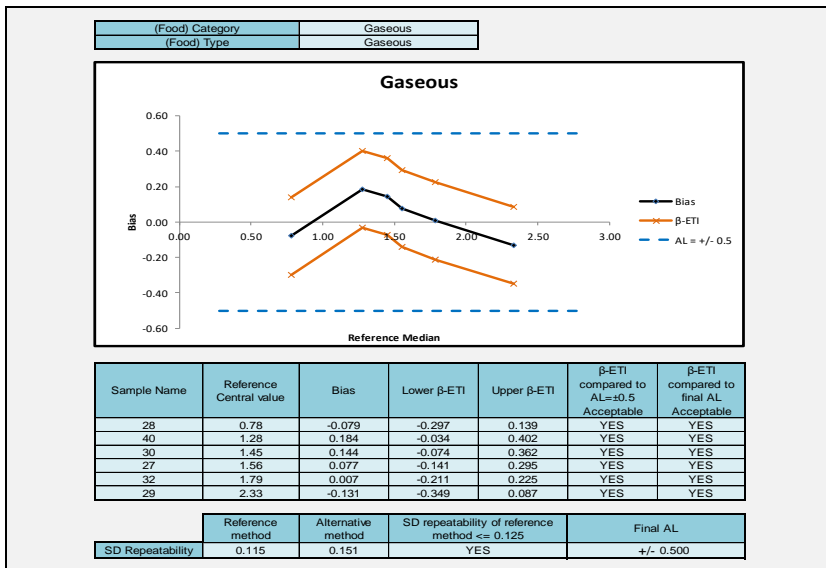 (Food) Category Gaseous
(Food) Type Gaseous
Gaseous
0.60
0.40
0.20
0.00
-0.20
-0.40
-0.60
0.00 0.50 1.00 1.50 2.00 2.50 3.00
Bias
Reference Median
Bias
β-ETI
AL = +/- 0.5
Sample Name Reference Central value Bias Lower β-ETI Upper β-ETI β-ETI compared to AL=±0.5 Acceptable β-ETI compared to final AL Acceptable
28 0.78 -0.079 -0.297 0.139 YES YES
40 1.28 0.184 -0.034 0.402 YES YES
30 1.45 0.144 -0.074 0.362 YES YES
27 1.56 0.077 -0.141 0.295 YES YES
32 1.79 0.007 -0.211 0.225 YES YES
29 2.33 -0.131 -0.349 0.087 YES YES
Reference method Alternative method SD repeatability of reference method <= 0.125 Final AL
SD Repeatability 0.115 0.151 YES +/- 0.500